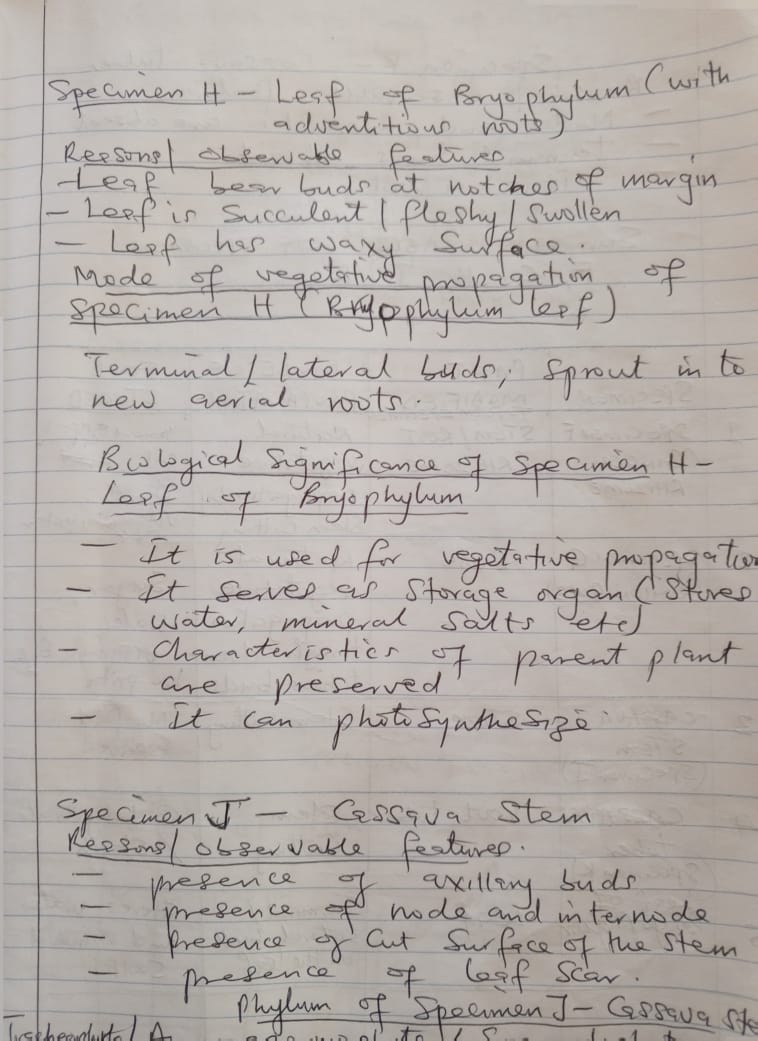 Specimen H - Leaf of Bryophylum (with
adventitious roots)
Reasons/ observable features
- Leaf bear buds at notches of margin
- Leaf is succulent / fleshy / swollen
- Leaf has waxy surface.
Mode of vegetative propagation of
specimen H (Bryophylum leaf)
Terminal / lateral buds, sprout in to
new aerial roots.
Biological significance of specimen H -
Leaf of Bryophylum
- It is used for vegetative propagation
- It serves as storage organ (stores
water, mineral salts etc)
- Characteristics of parent plant
are preserved
- It can photosynthesize
Specimen J - Cassava Stem
Reasons/ observable features.
- presence of axillary buds
- presence of node and internode
- presence of cut surface of the stem
- presence of leaf scar.
Phylum of Specimen J - Cassava ste